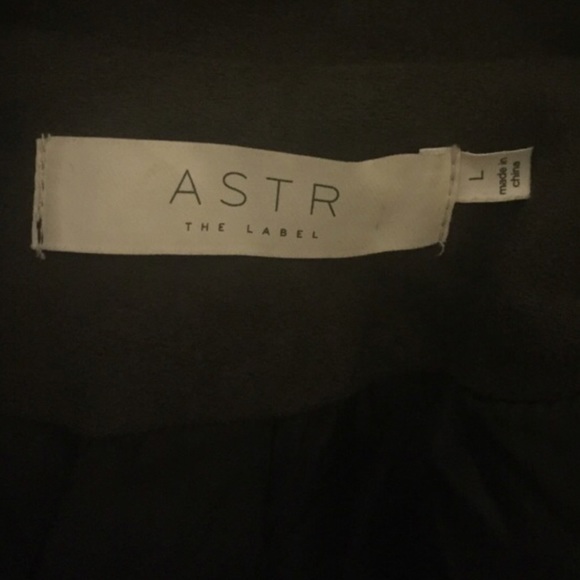 ASTR
THE LABEL
L
made in
china